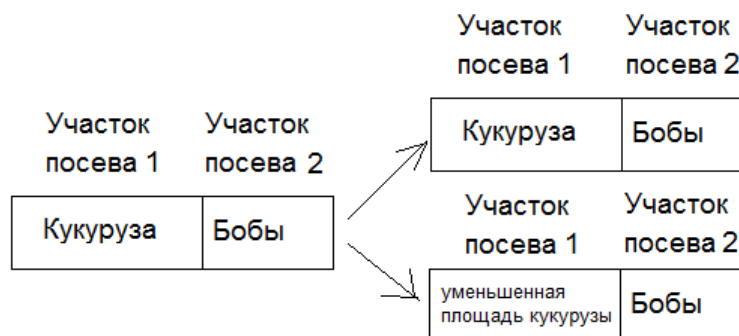 Участок
посева 1
Участок
посева 2
Кукуруза
Бобы
Участок
посева 1
Участок
посева 2
Кукуруза
Бобы
Участок
посева 1
Участок
посева 2
уменьшенная
площадь кукурузы
Бобы